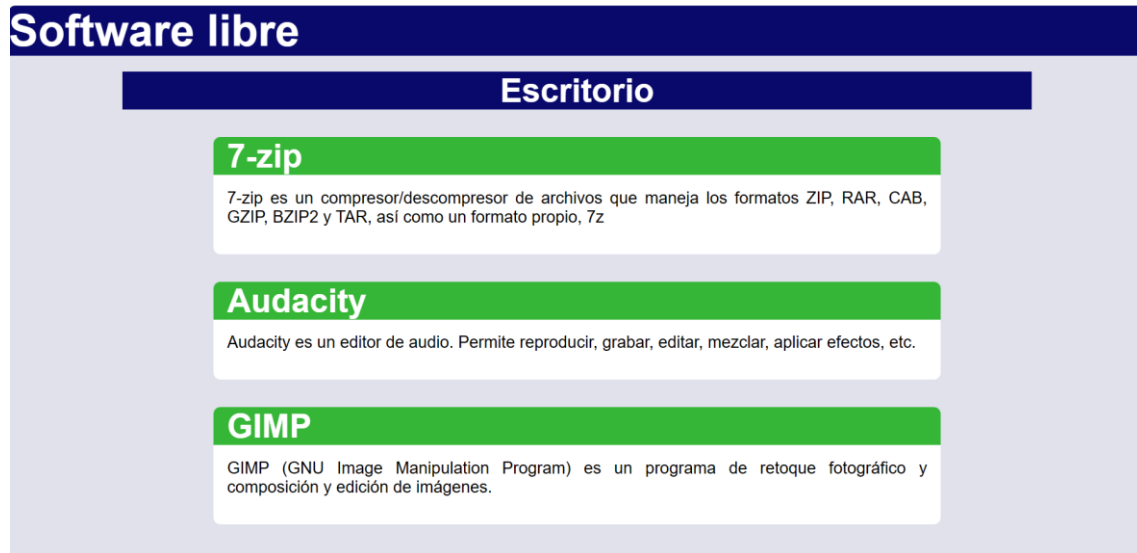 Software libre
Escritorio
7-zip
7-zip es un compresor/descompresor de archivos que maneja los formatos ZIP, RAR, CAB,
GZIP, BZIP2 y TAR, así como un formato propio, 7z
Audacity
Audacity es un editor de audio. Permite reproducir, grabar, editar, mezclar, aplicar efectos, etc.
GIMP
GIMP (GNU Image Manipulation Program) es un programa de retoque fotográfico y
composición y edición de imágenes.